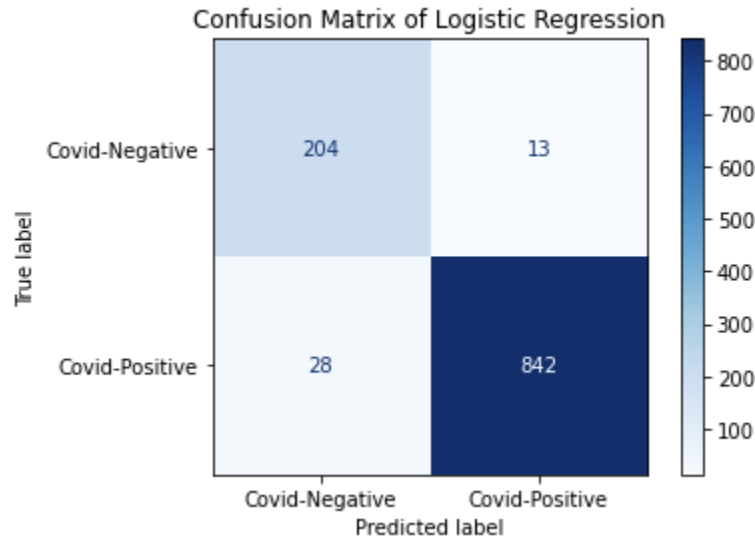 Confusion Matrix of Logistic Regression
True label
Covid-Negative
204
13
Covid-Positive
28
842
Covid-Negative
Covid-Positive
Predicted label
800
700
600
500
400
300
200
100